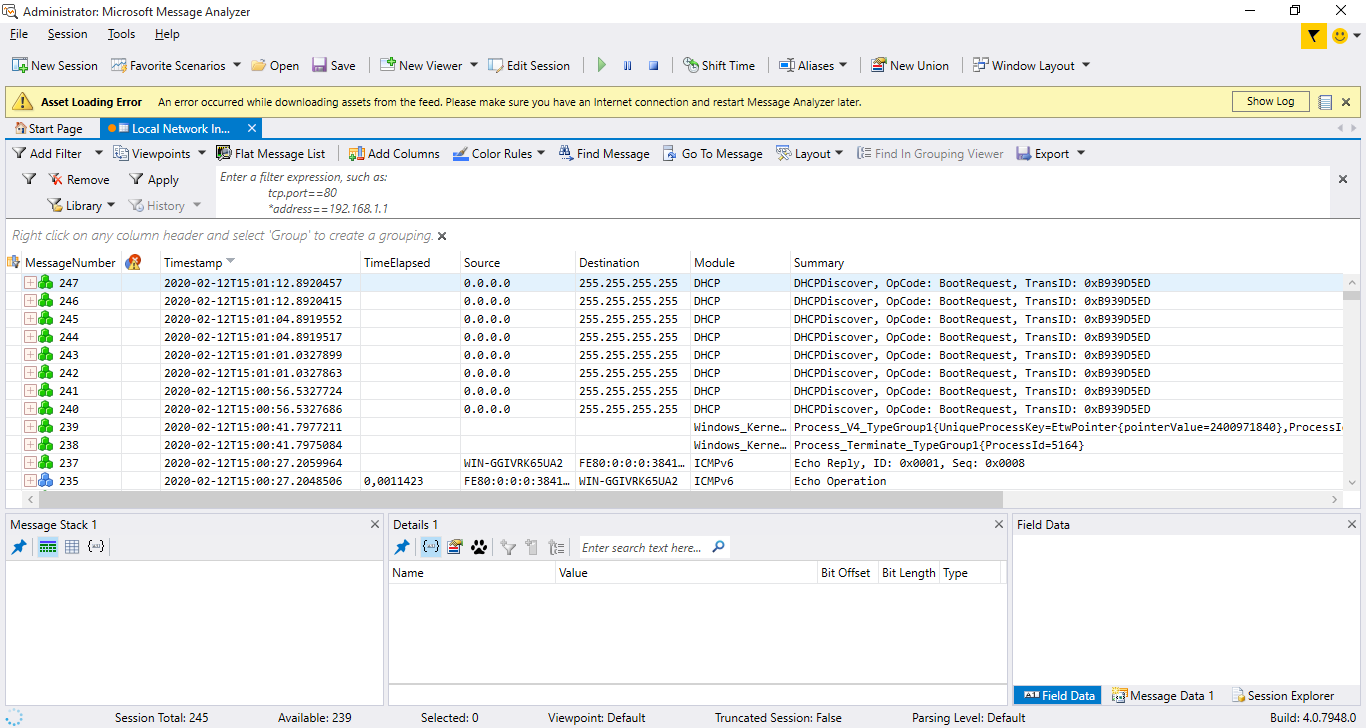 Administrator: Microsoft Message Analyzer
File Session Tools Help
New Session Favorite Scenarios Open Save New Viewer Edit Session Shift Time Aliases New Union Window Layout
Asset Loading Error An error occurred while downloading assets from the feed. Please make sure you have an Internet connection and restart Message Analyzer later. Show Log
Start Page Local Network In...
Add Filter Viewpoints Flat Message List Add Columns Color Rules Find Message Go To Message Layout Find In Grouping Viewer Export
Remove Apply Enter a filter expression, such as:
tcp.port==80
Library History *address==192.168.1.1
Right click on any column header and select 'Group' to create a grouping.
MessageNumber Timestamp TimeElapsed Source Destination Module Summary
247 2020-02-12T15:01:12.8920457 0.0.0.0 255.255.255.255 DHCP DHCPDiscover, OpCode: BootRequest, TransID: 0xB939D5ED
246 2020-02-12T15:01:12.8920415 0.0.0.0 255.255.255.255 DHCP DHCPDiscover, OpCode: BootRequest, TransID: 0xB939D5ED
245 2020-02-12T15:01:04.8919552 0.0.0.0 255.255.255.255 DHCP DHCPDiscover, OpCode: BootRequest, TransID: 0xB939D5ED
244 2020-02-12T15:01:04.8919517 0.0.0.0 255.255.255.255 DHCP DHCPDiscover, OpCode: BootRequest, TransID: 0xB939D5ED
243 2020-02-12T15:01:01.0327899 0.0.0.0 255.255.255.255 DHCP DHCPDiscover, OpCode: BootRequest, TransID: 0xB939D5ED
242 2020-02-12T15:01:01.0327863 0.0.0.0 255.255.255.255 DHCP DHCPDiscover, OpCode: BootRequest, TransID: 0xB939D5ED
241 2020-02-12T15:00:56.5327724 0.0.0.0 255.255.255.255 DHCP DHCPDiscover, OpCode: BootRequest, TransID: 0xB939D5ED
240 2020-02-12T15:00:56.5327686 0.0.0.0 255.255.255.255 DHCP DHCPDiscover, OpCode: BootRequest, TransID: 0xB939D5ED
239 2020-02-12T15:00:41.7977211 Windows_Kerne... Process_V4_TypeGroup1{UniqueProcessKey=EtwPointer{pointerValue=2400971840},ProcessId
238 2020-02-12T15:00:41.7975084 Windows_Kerne... Process_Terminate_TypeGroup1{ProcessId=5164}
237 2020-02-12T15:00:27.2059964 WIN-GGIVRK65UA2 FE80:0:0:0:3841... ICMPv6 Echo Reply, ID: 0x0001, Seq: 0x0008
235 2020-02-12T15:00:27.2048506 0,0011423 FE80:0:0:0:3841... WIN-GGIVRK65UA2 ICMPv6 Echo Operation
Message Stack 1 Details 1 Field Data
Enter search text here...
Name Value Bit Offset Bit Length Type
Field Data Message Data 1 Session Explorer
Session Total: 245 Available: 239 Selected: 0 Viewpoint: Default Truncated Session: False Parsing Level: Default Build: 4.0.7948.0